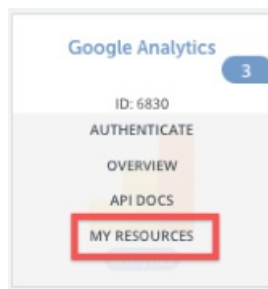 Google Analytics
3
ID: 6830
AUTHENTICATE
OVERVIEW
API DOCS
MY RESOURCES